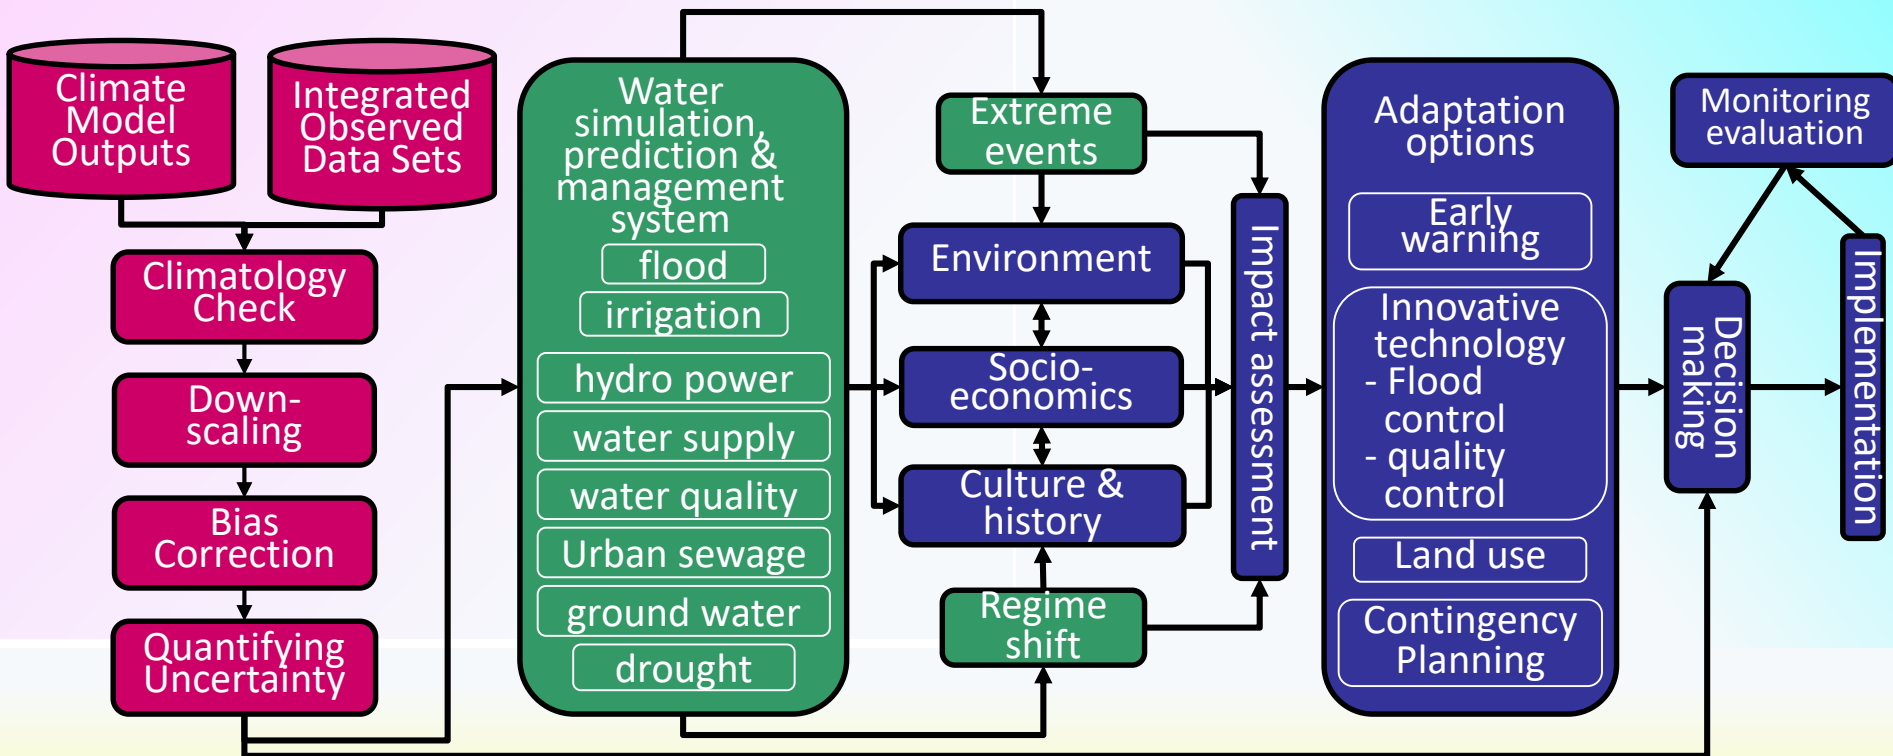 Climate
Model
Outputs
Integrated
Observed
Data Sets
Climatology
Check
Down-
scaling
Bias
Correction
Quantifying
Uncertainty
Water
simulation,
prediction &
management
system
flood
irrigation
hydro power
water supply
water quality
Urban sewage
ground water
drought
Extreme
events
Environment
Socio-
economics
Culture &
history
Regime
shift
Impact assessment
Adaptation
options
Early
warning
Innovative
technology
- Flood
control
- quality
control
Land use
Contingency
Planning
Monitoring
evaluation
Decision
making
Implementation